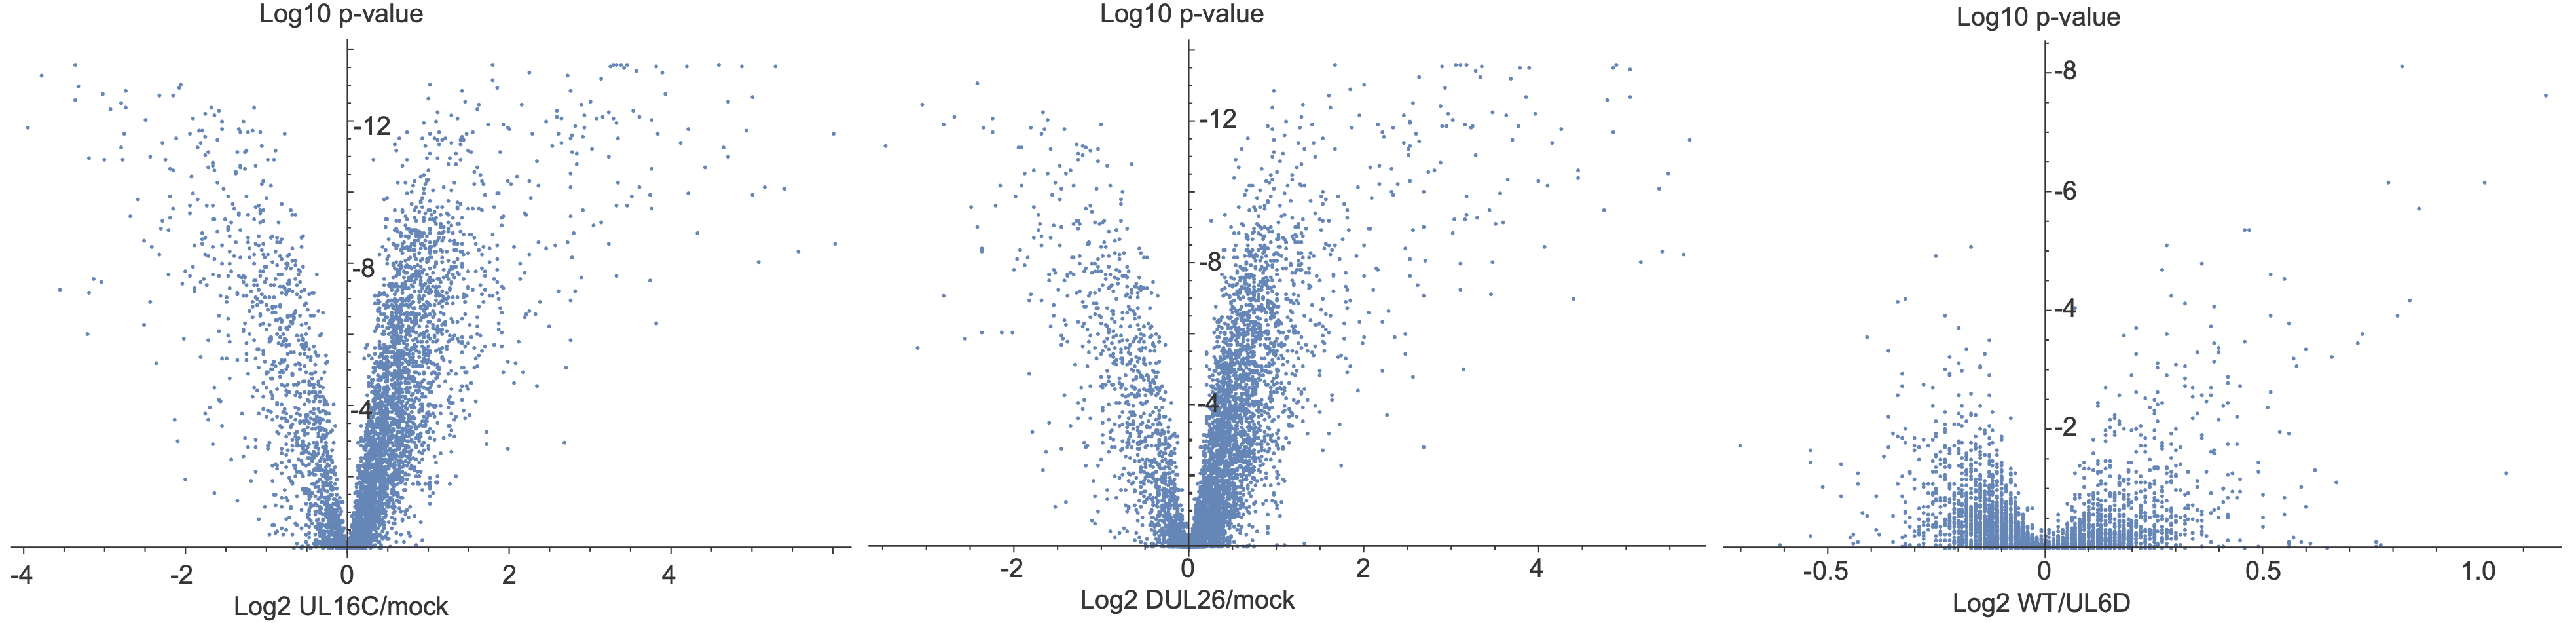 Log10 p-value
-12
-8
-4
-4 -2 0 2 4
Log2 UL16C/mock
Log10 p-value
-12
-8
-4
-2 0 2 4
Log2 DUL26/mock
Log10 p-value
-8
-6
-4
-2
-0.5 0 0.5 1.0
Log2 WT/UL6D